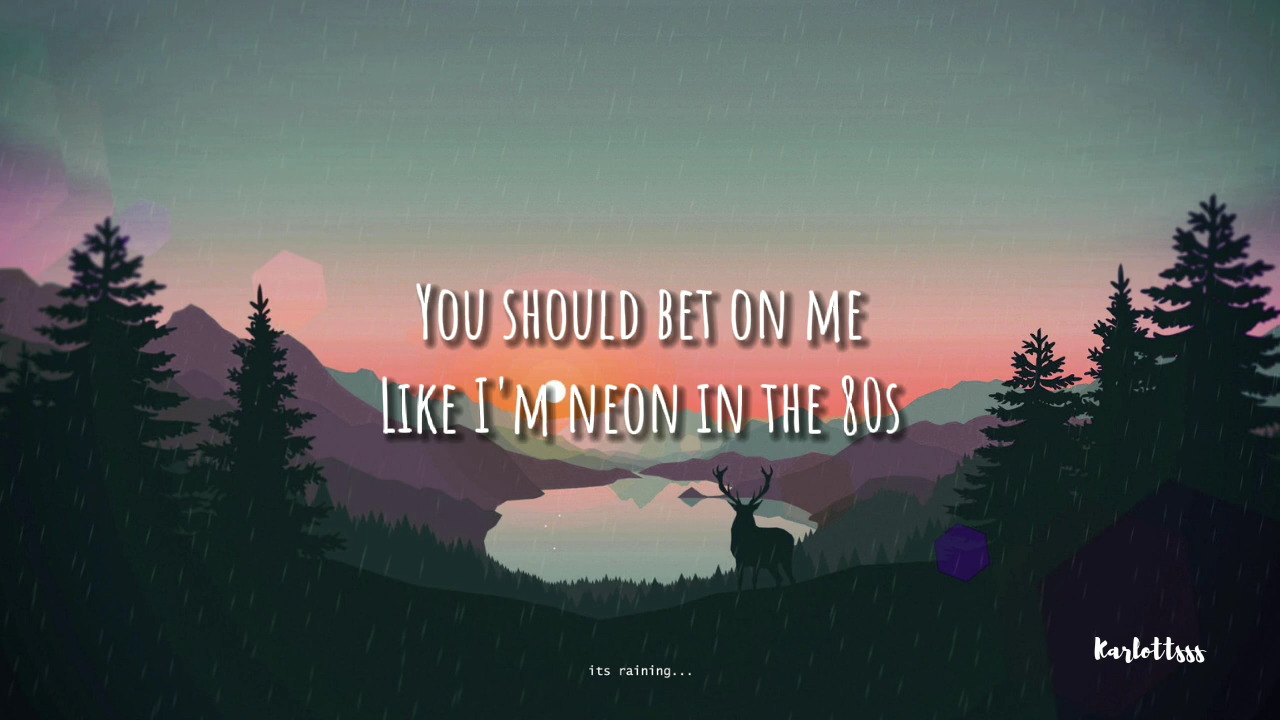 You should bet on me
Like I'm neon in the 80s
its raining...
Karlottsss